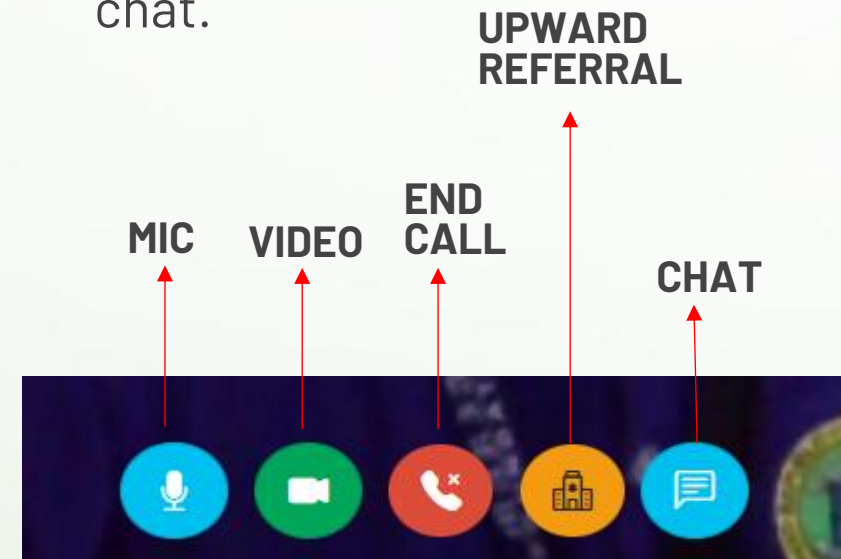 chat.
UPWARD
REFERRAL
END
CALL
MIC
VIDEO
CHAT